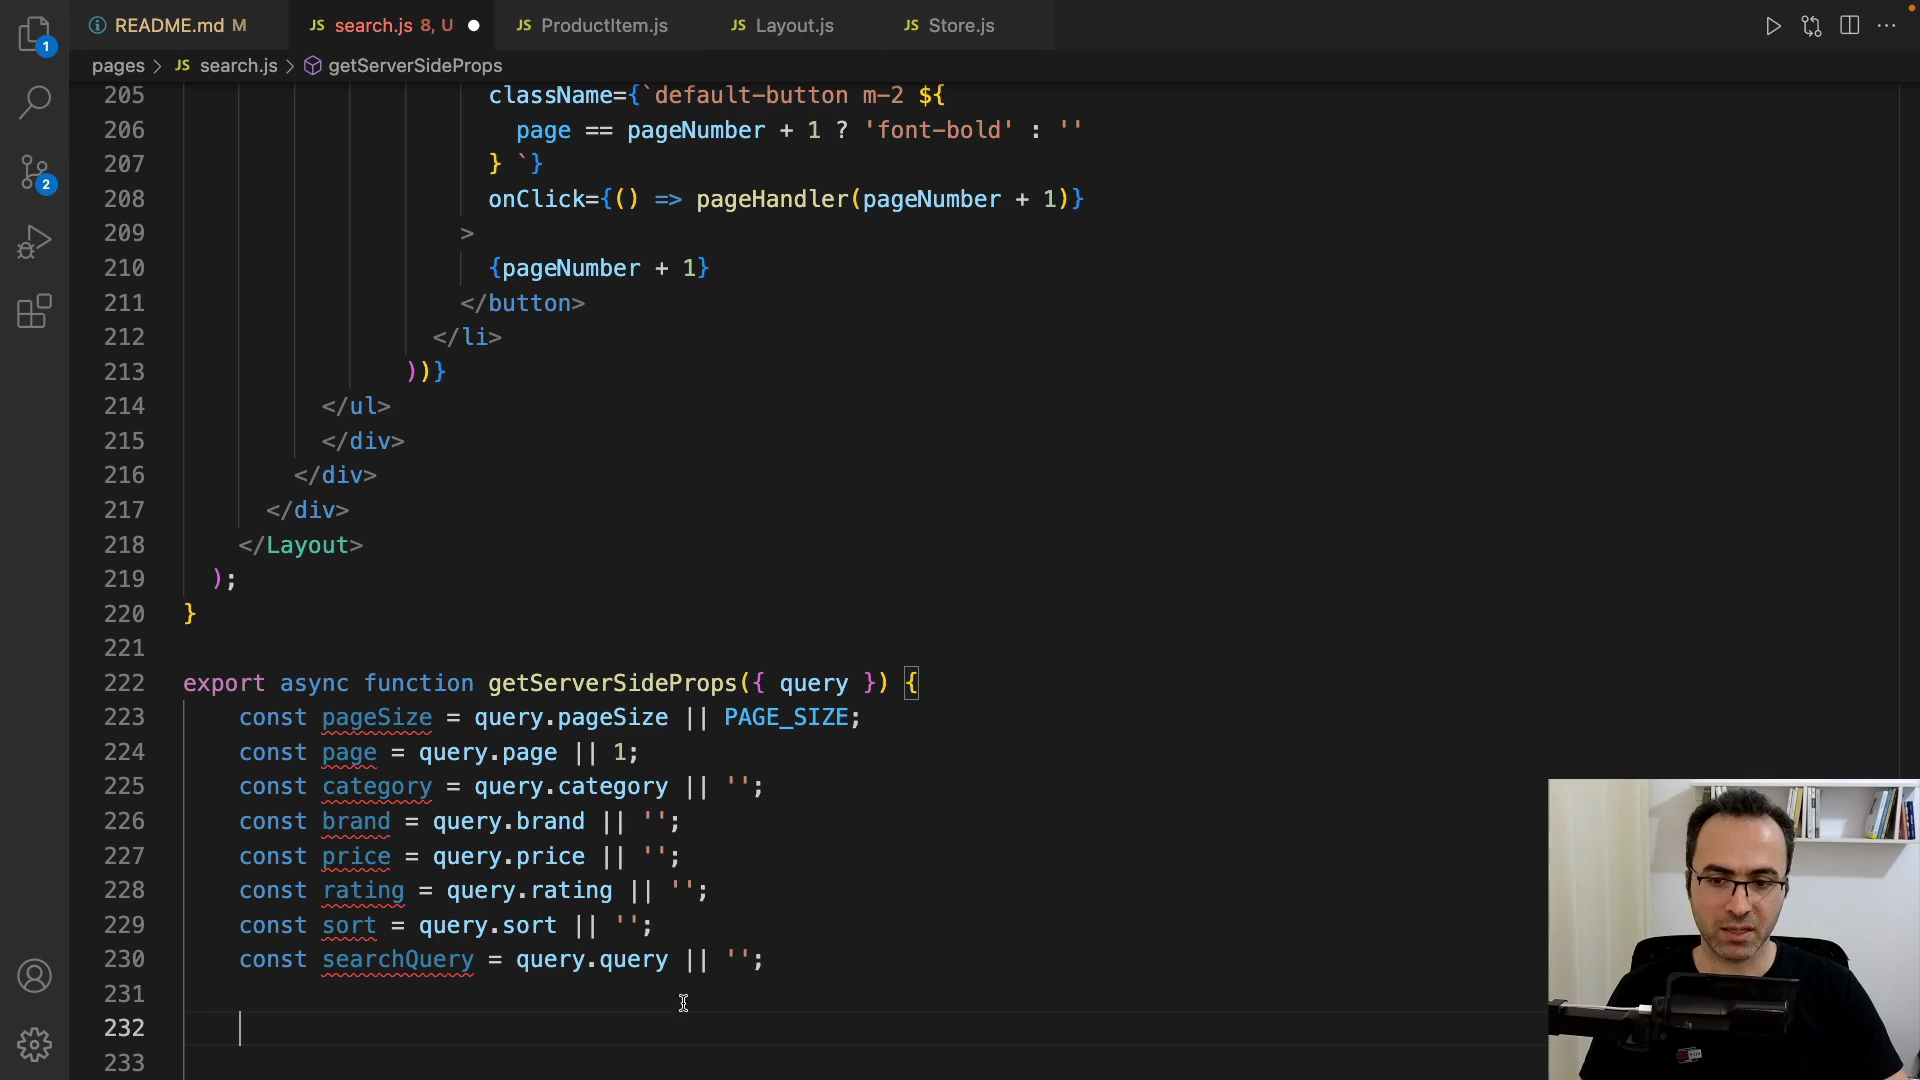 README.md M
JS search.js 8, U
JS ProductItem.js
JS Layout.js
JS Store.js
1
2
pages > JS search.js > getServerSideProps
205 className={`default-button m-2 ${
206 page == pageNumber + 1 ? 'font-bold' : ''
207 } `}
208 onClick={() => pageHandler(pageNumber + 1)}
209 >
210 {pageNumber + 1}
211 </button>
212 </li>
213 ))}
214 </ul>
215 </div>
216 </div>
217 </div>
218 </Layout>
219 );
220 }
221
222 export async function getServerSideProps({ query }) {
223 const pageSize = query.pageSize || PAGE_SIZE;
224 const page = query.page || 1;
225 const category = query.category || '';
226 const brand = query.brand || '';
227 const price = query.price || '';
228 const rating = query.rating || '';
229 const sort = query.sort || '';
230 const searchQuery = query.query || '';
231
232
233